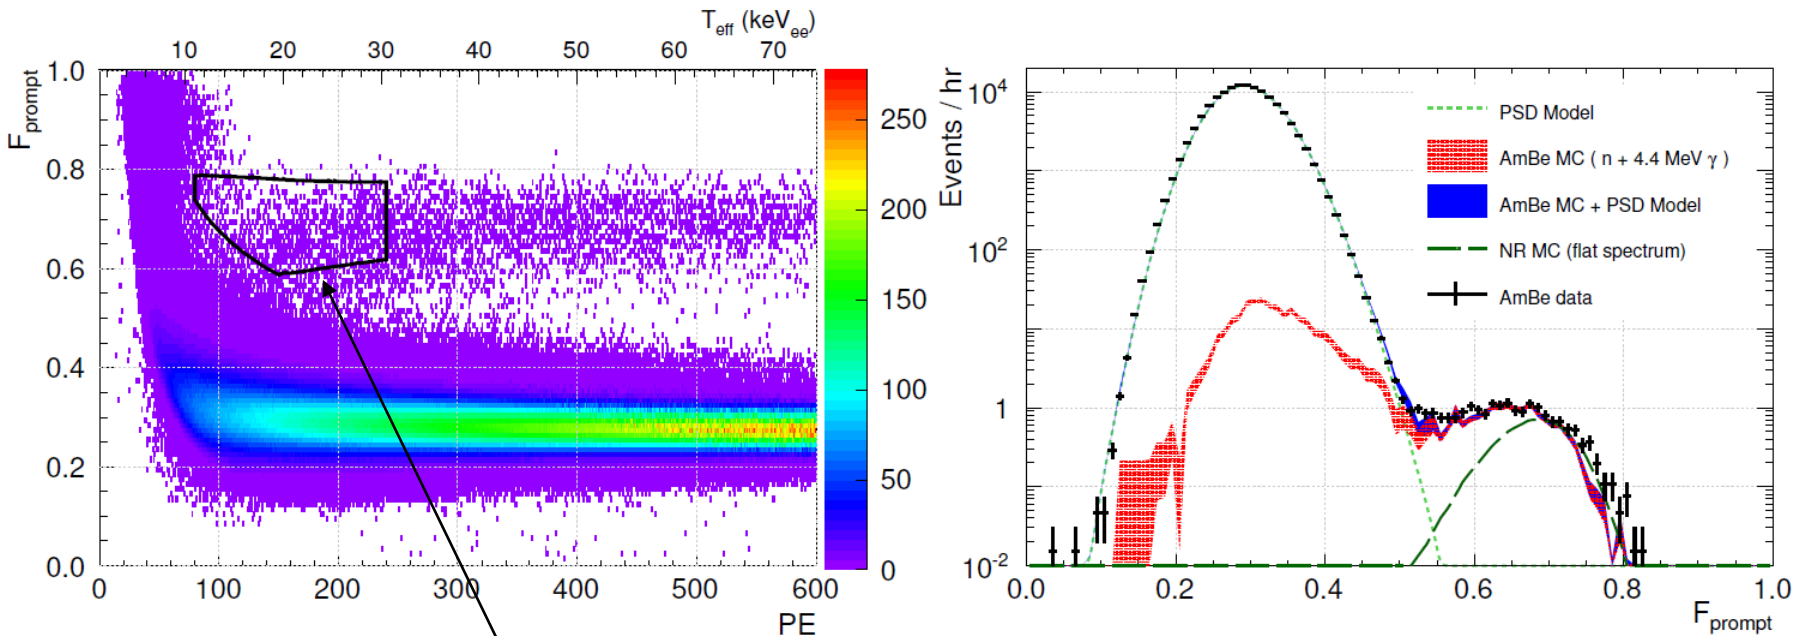 T_eff (keV_ee)
10 20 30 40 50 60 70
F_prompt
1.0
0.8
0.6
0.4
0.2
0.0
0 100 200 300 400 500 600
PE
250
200
150
100
50
0
Events / hr
10^4
10^2
1
10^-2
PSD Model
AmBe MC ( n + 4.4 MeV γ )
AmBe MC + PSD Model
NR MC (flat spectrum)
AmBe data
0.0 0.2 0.4 0.6 0.8 1.0
F_prompt